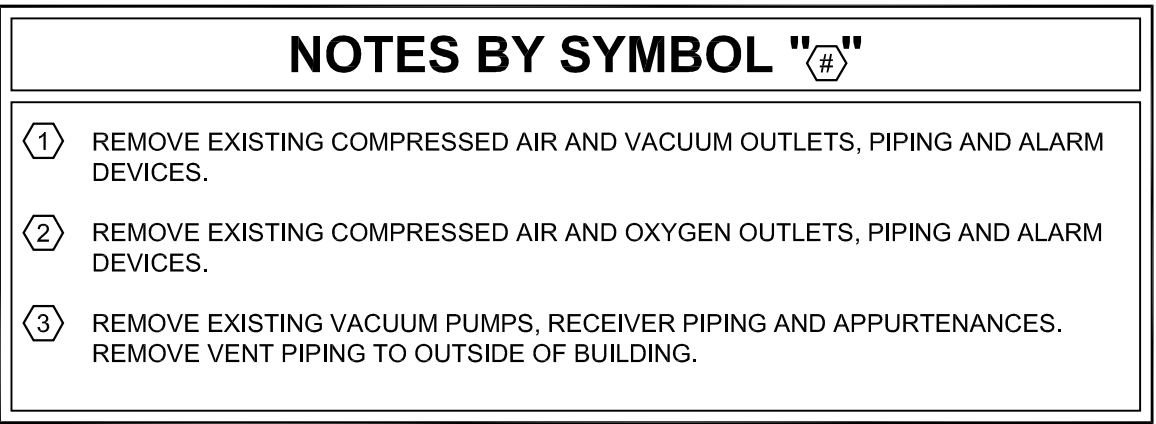 NOTES BY SYMBOL "#"
1 REMOVE EXISTING COMPRESSED AIR AND VACUUM OUTLETS, PIPING AND ALARM
DEVICES.
2 REMOVE EXISTING COMPRESSED AIR AND OXYGEN OUTLETS, PIPING AND ALARM
DEVICES.
3 REMOVE EXISTING VACUUM PUMPS, RECEIVER PIPING AND APPURTENANCES.
REMOVE VENT PIPING TO OUTSIDE OF BUILDING.